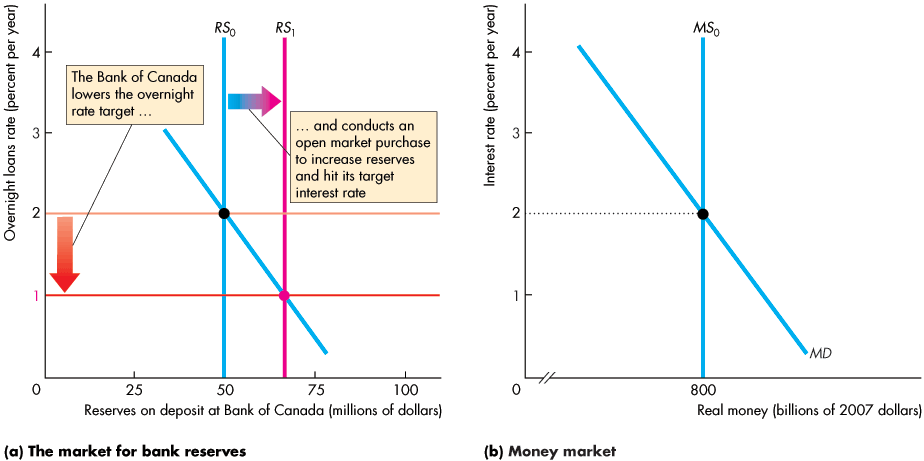 RS0
RS1
Overnight loans rate (percent per year)
4
3
2
1
0
The Bank of Canada
lowers the overnight
rate target …
… and conducts an
open market purchase
to increase reserves
and hit its target
interest rate
25
50
75
100
Reserves on deposit at Bank of Canada (millions of dollars)
(a) The market for bank reserves
MS0
Interest rate (percent per year)
4
3
2
1
0
MD
800
Real money (billions of 2007 dollars)
(b) Money market